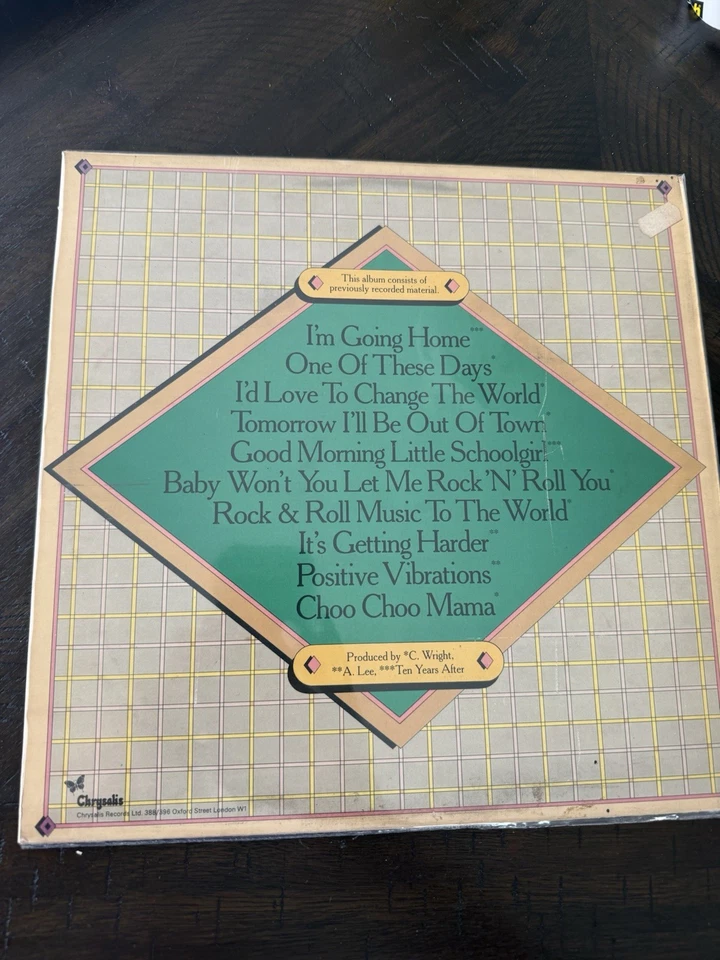 This album consists of
previously recorded material.
I'm Going Home***
One Of These Days*
I'd Love To Change The World*
Tomorrow I'll Be Out Of Town*
Good Morning Little Schoolgirl***
Baby Won't You Let Me Rock 'N' Roll You*
Rock & Roll Music To The World*
It's Getting Harder**
Positive Vibrations**
Choo Choo Mama*
Produced by *C. Wright,
**A. Lee, ***Ten Years After
Chrysalis
Chrysalis Records Ltd. 388/396 Oxford Street London W1